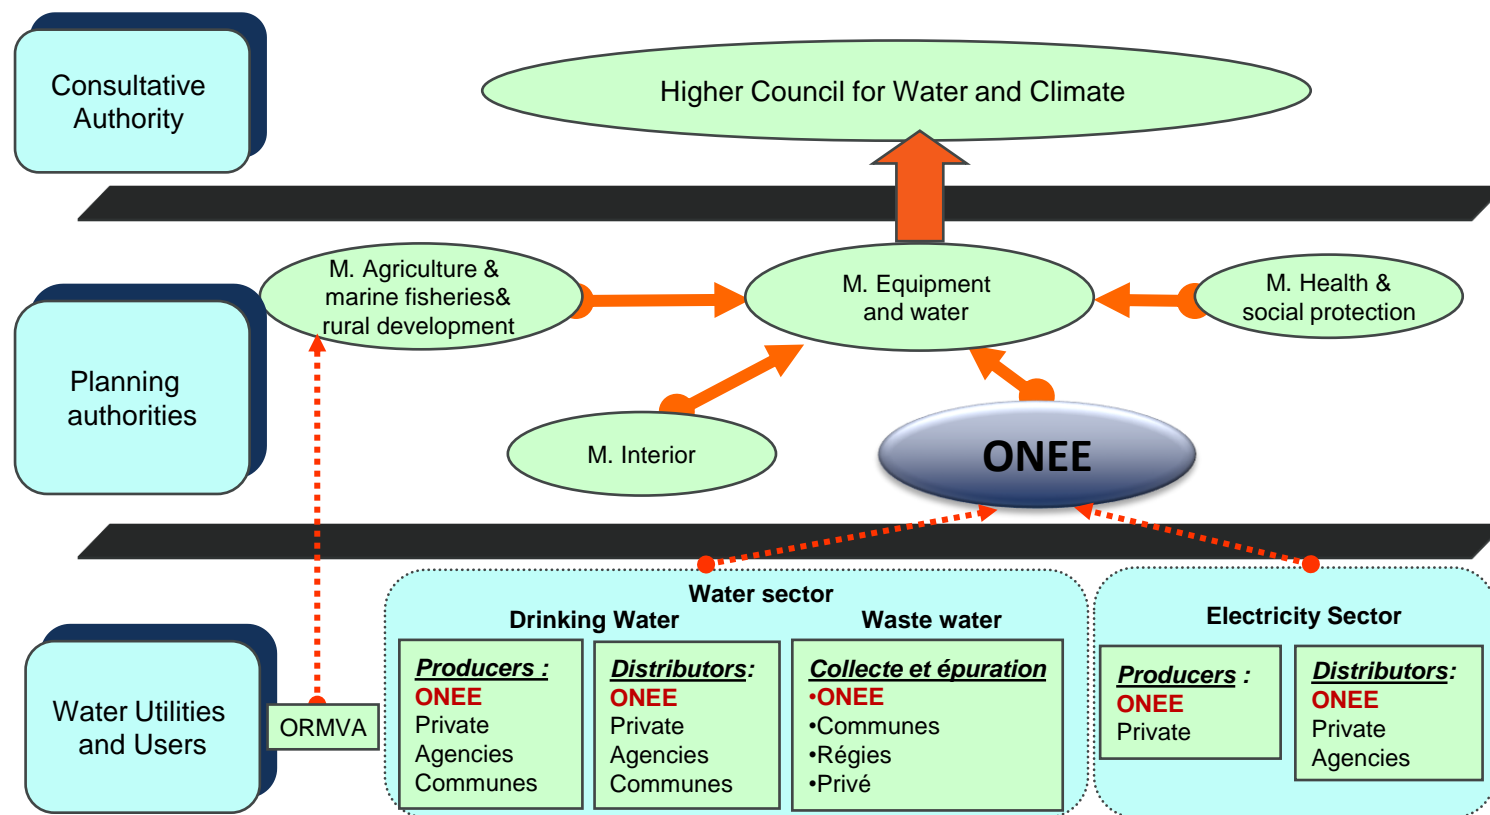 Consultative
Authority
Higher Council for Water and Climate
M. Agriculture &
marine fisheries&
rural development
M. Equipment
and water
M. Health &
social protection
Planning
authorities
M. Interior
ONEE
Water sector
Drinking Water
Waste water
Electricity Sector
Water Utilities
and Users
ORMVA
Producers :
ONEE
Private
Agencies
Communes
Distributors:
ONEE
Private
Agencies
Communes
Collecte et épuration
•ONEE
•Communes
•Régies
•Privé
Producers :
ONEE
Private
Distributors:
ONEE
Private
Agencies